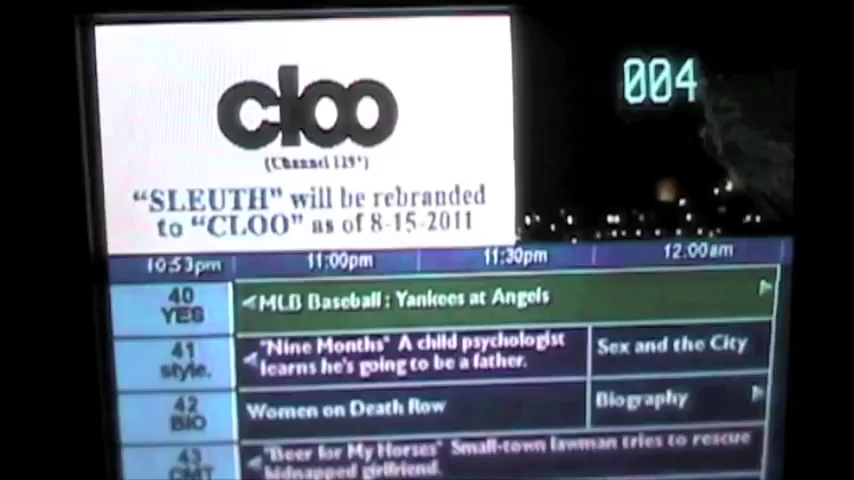 cloo
004
"SLEUTH" will be rebranded
to "CLOO" as of 8-15-2011
10:53pm 11:00pm 11:30pm 12:00am
40 YES MLB Baseball: Yankees at Angels
41 style. "Nine Months" A child psychologist learns he's going to be a father. Sex and the City
42 BIO Women on Death Row Biography
43 CMT "Beer for My Horses" Small-town lawman tries to rescue kidnapped girlfriend.